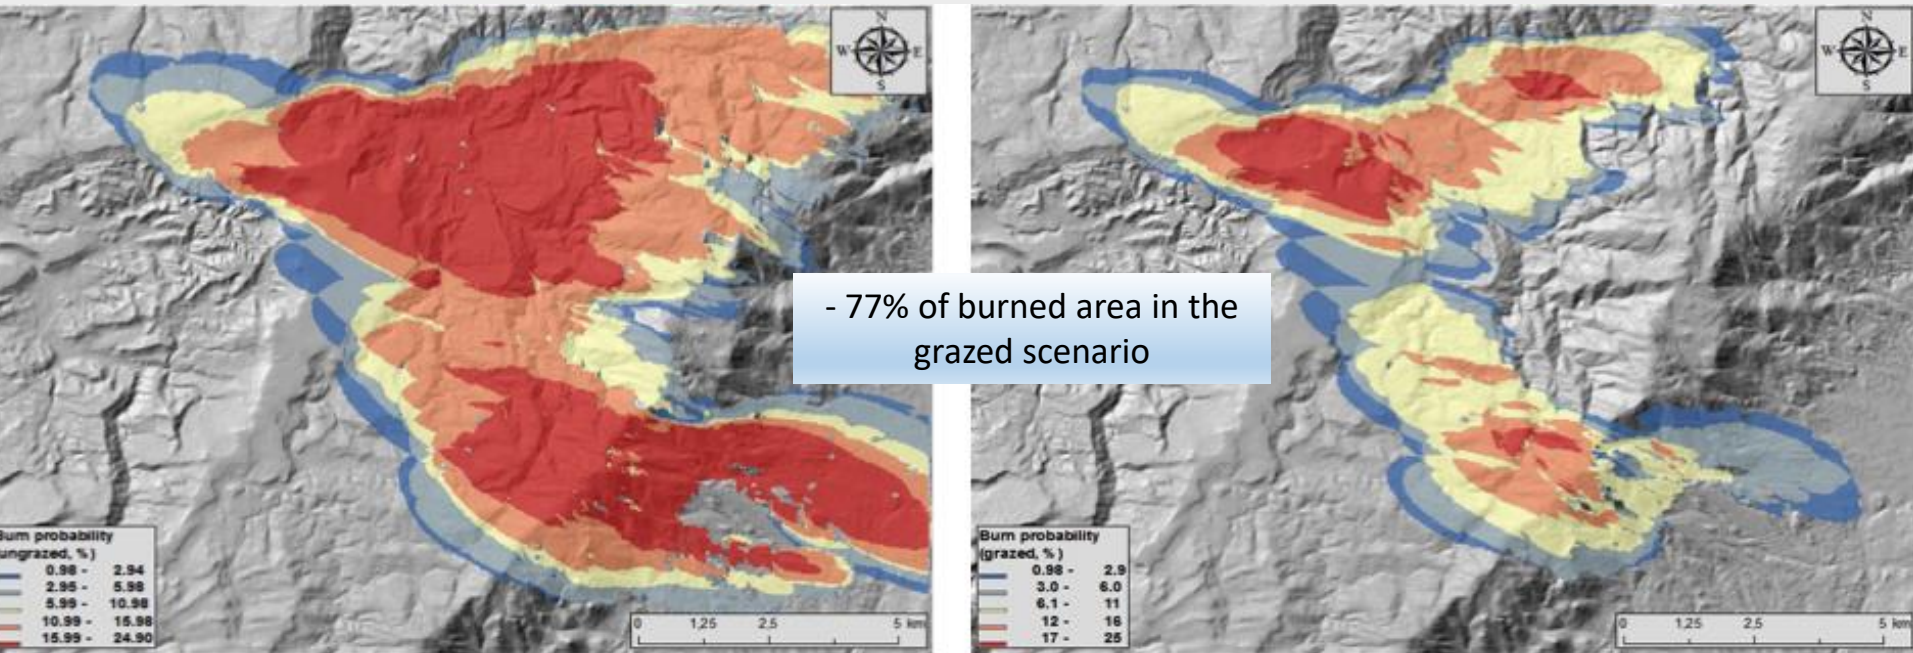 N
W E
S
N
W E
S
- 77% of burned area in the
grazed scenario
Burn probability
ungrazed, %)
0.98 - 2.94
2.95 - 5.98
5.99 - 10.98
10.99 - 15.98
15.99 - 24.90
0 1,25 2,5 5 km
Burn probability
(grazed, %)
0.98 - 2.9
3.0 - 6.0
6.1 - 11
12 - 16
17 - 25
0 1,25 2,5 5 km